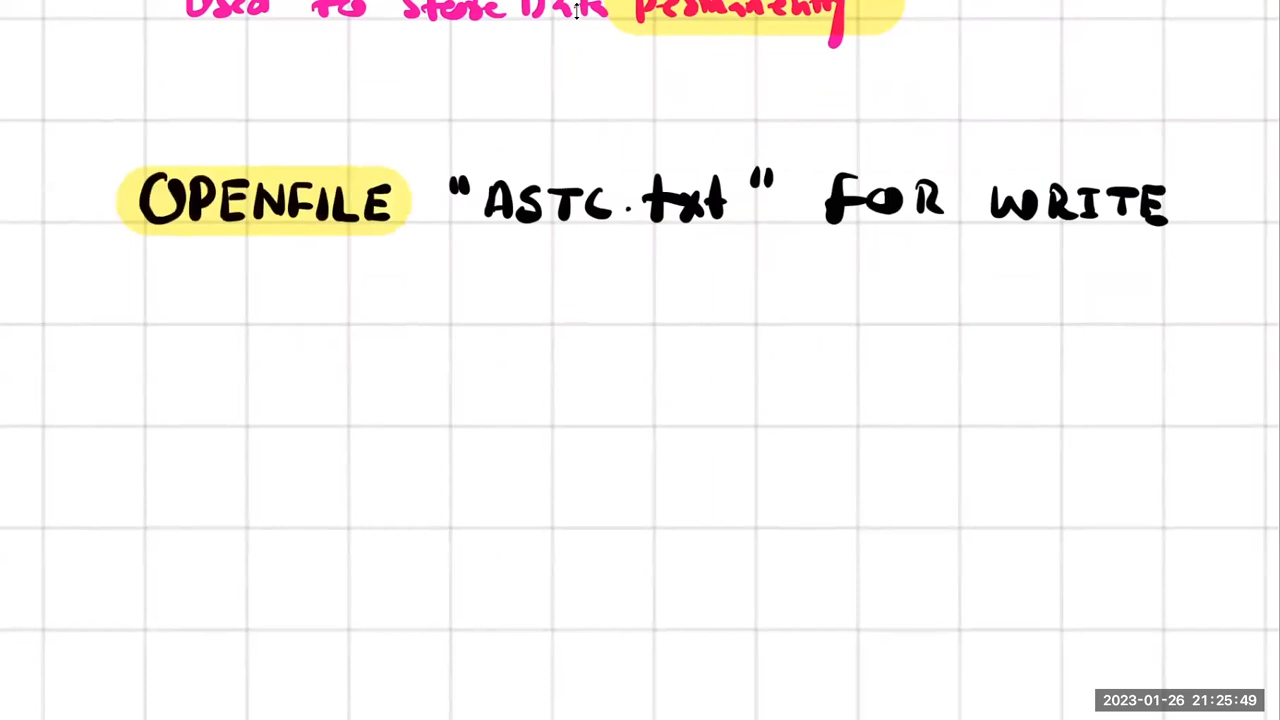 Used to store Data permanently
OPENFILE "ASTC.txt" FOR WRITE
2023-01-26 21:25:49